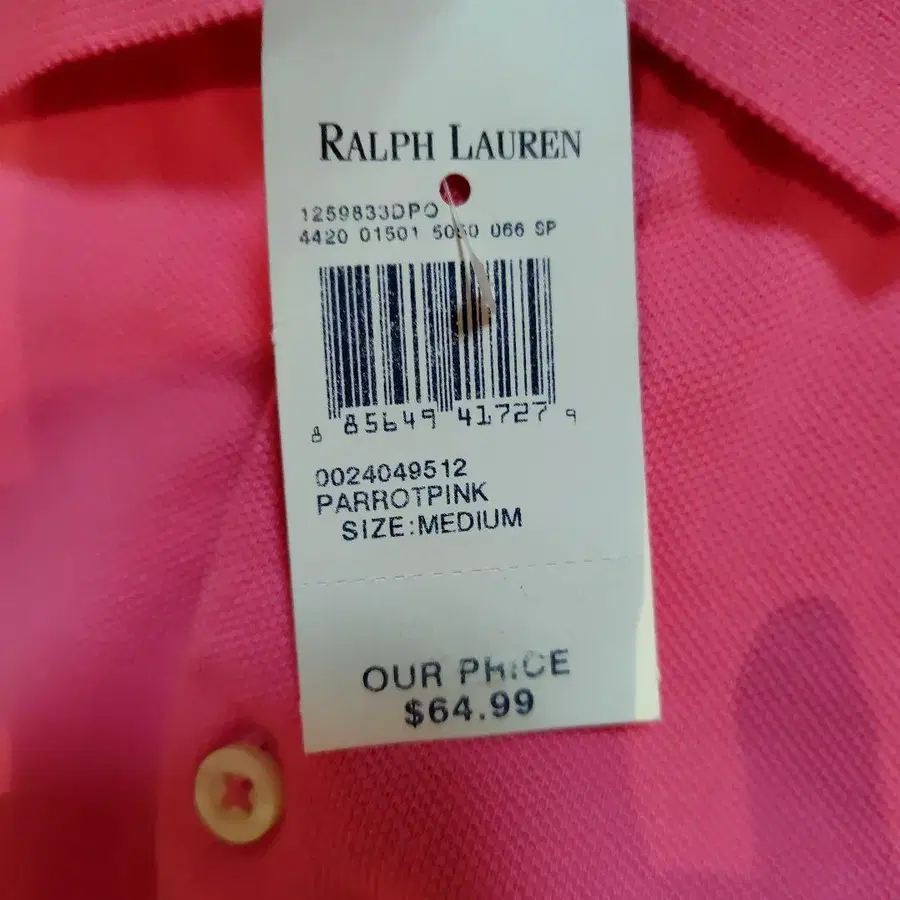 RALPH LAUREN
1259833DPO
4420 01501 5050 066 SP
8 85649 41727 9
0024049512
PARROTPINK
SIZE:MEDIUM
OUR PRICE
$64.99